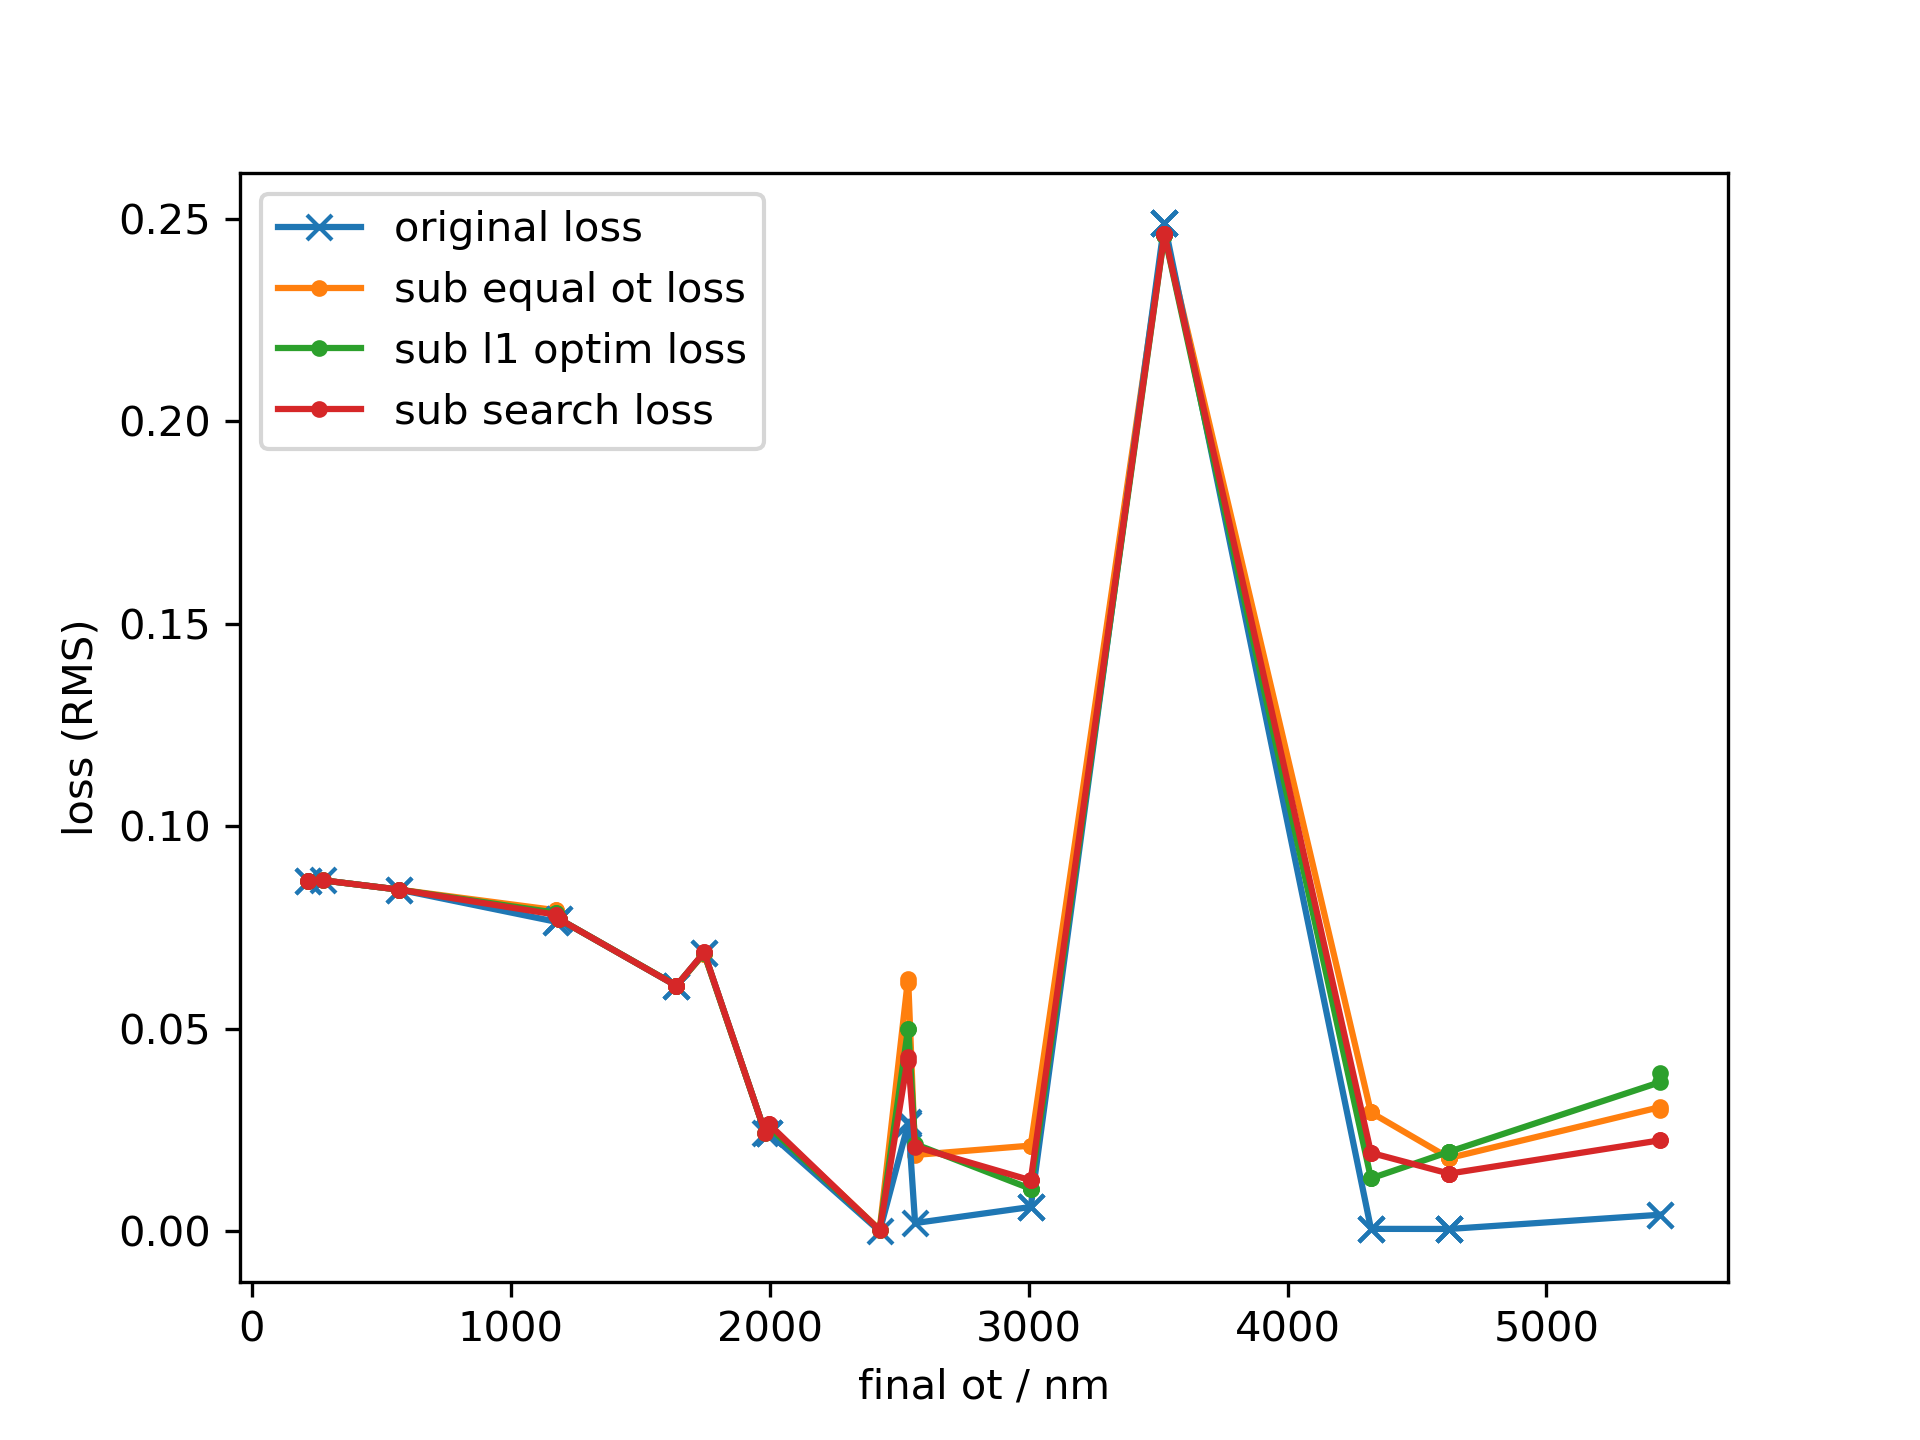 original loss
sub equal ot loss
sub l1 optim loss
sub search loss
0.25
0.20
0.15
0.10
0.05
0.00
loss (RMS)
0 1000 2000 3000 4000 5000
final ot / nm